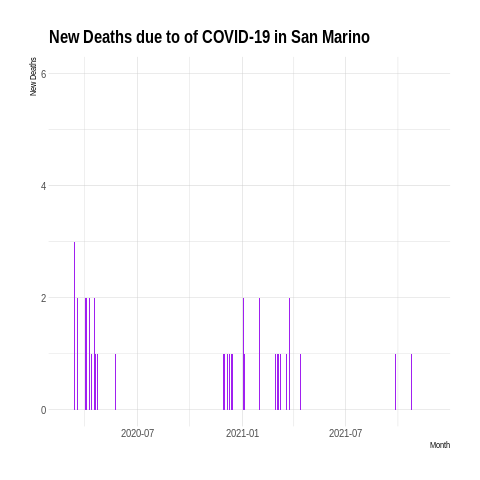 New Deaths due to of COVID-19 in San Marino
New Deaths
6
4
2
0
2020-07 2021-01 2021-07
Month